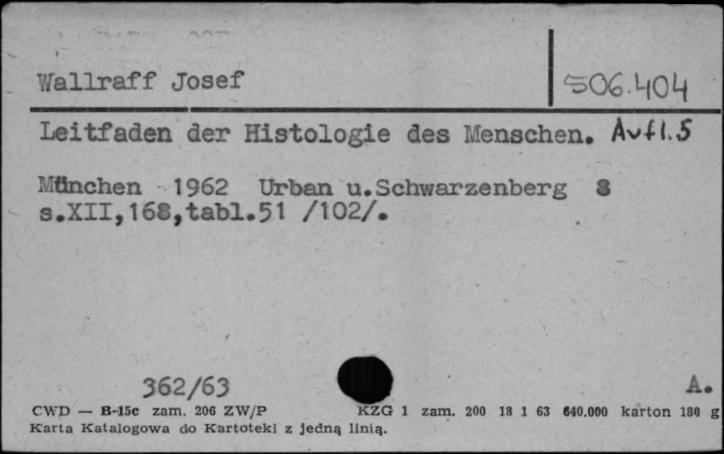 Wallraff Josef 506.404
Leitfaden der Histologie des Menschen. Aufl.5
München 1962 Urban u.Schwarzenberg 8
s.XII,168,tabl.51 /102/.
362/63 A.
CWD — B-15c zam. 206 ZW/P KZG 1 zam. 200 18 1 63 640.000 karton 180 g
Karta Katalogowa do Kartoteki z jedną linią.